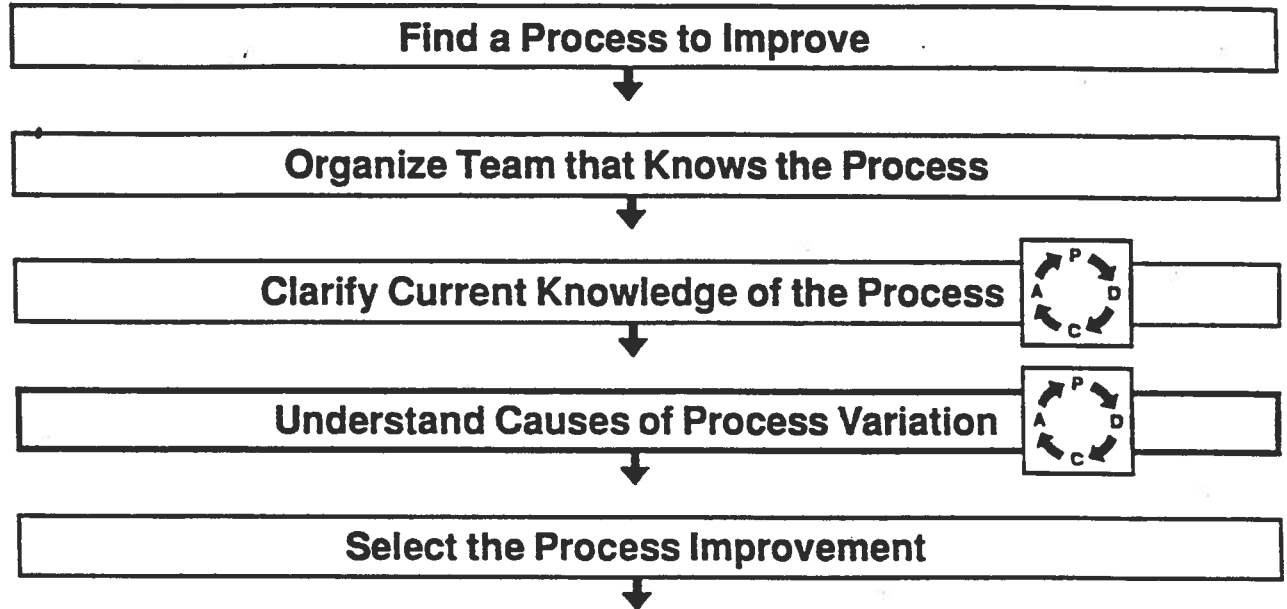 Find a Process to Improve
Organize Team that Knows the Process
Clarify Current Knowledge of the Process
P
A D
C
Understand Causes of Process Variation
P
A D
C
Select the Process Improvement